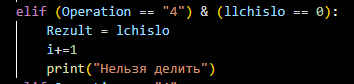 elif (Operation == "4") & (llchislo == 0):
    Rezult = lchislo
    i+=1
    print("Нельзя делить")